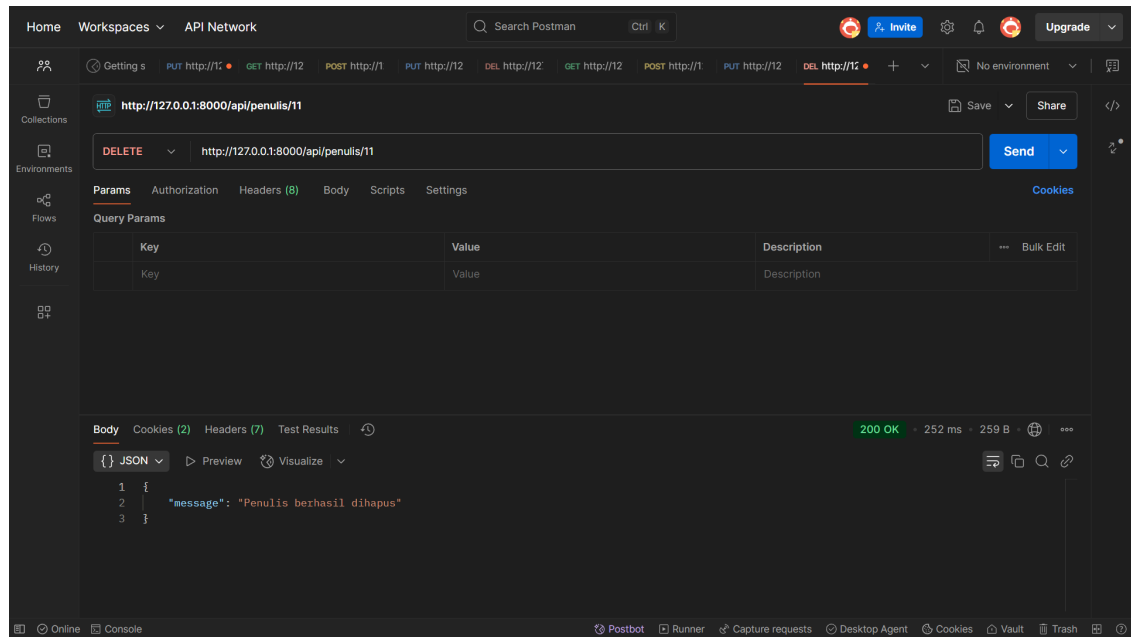 Home Workspaces API Network Search Postman Ctrl K Invite Upgrade
Getting s PUT http://12 GET http://12 POST http://1 PUT http://12 DEL http://12 GET http://12 POST http://1 PUT http://12 DEL http://12 No environment
HTTP http://127.0.0.1:8000/api/penulis/11 Save Share
Collections
DELETE http://127.0.0.1:8000/api/penulis/11 Send
Environments
Params Authorization Headers (8) Body Scripts Settings Cookies
Flows
Query Params
Key Value Description Bulk Edit
History
Key Value Description
Body Cookies (2) Headers (7) Test Results 200 OK 252 ms 259 B
{} JSON Preview Visualize
1 {
2 "message": "Penulis berhasil dihapus"
3 }
Online Console Postbot Runner Capture requests Desktop Agent Cookies Vault Trash